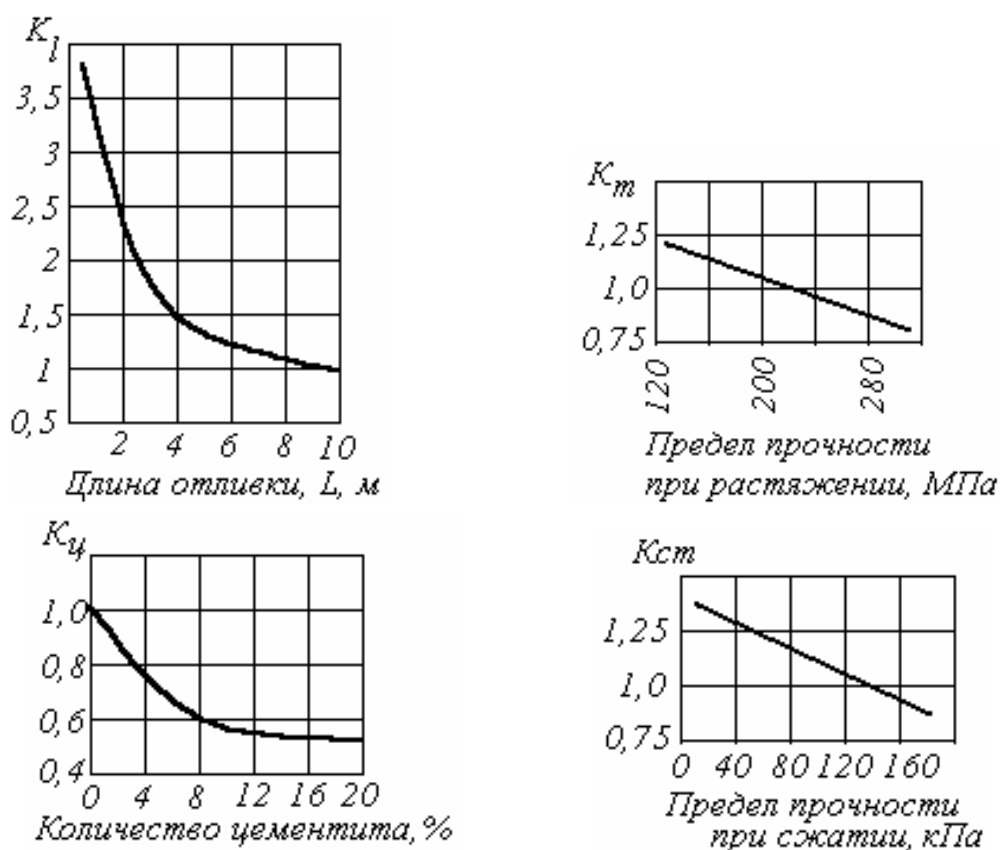 K_l
3,5
3
2,5
2
1,5
1
0,5
2 4 6 8 10
Длина отливки, L, м
K_m
1,25
1,0
0,75
120 200 280
Предел прочности
при растяжении, МПа
K_ц
1,0
0,8
0,6
0,4
0 4 8 12 16 20
Количество цементита, %
Kcm
1,25
1,0
0,75
0 40 80 120 160
Предел прочности
при сжатии, кПа